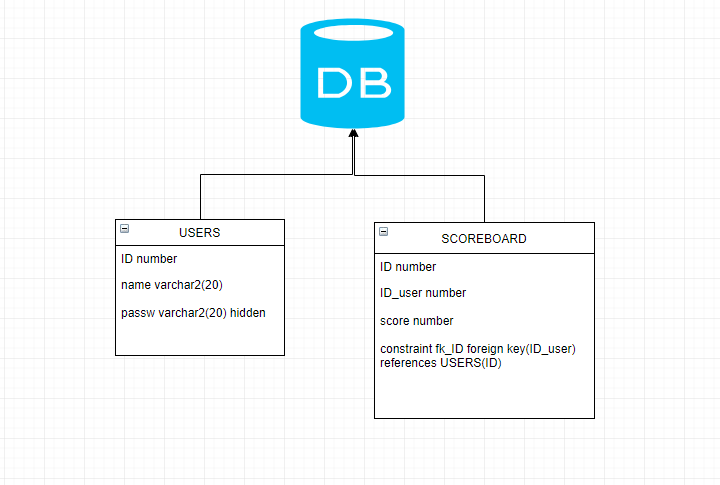 DB
USERS
ID number
name varchar2(20)
passw varchar2(20) hidden
SCOREBOARD
ID number
ID_user number
score number
constraint fk_ID foreign key(ID_user)
references USERS(ID)